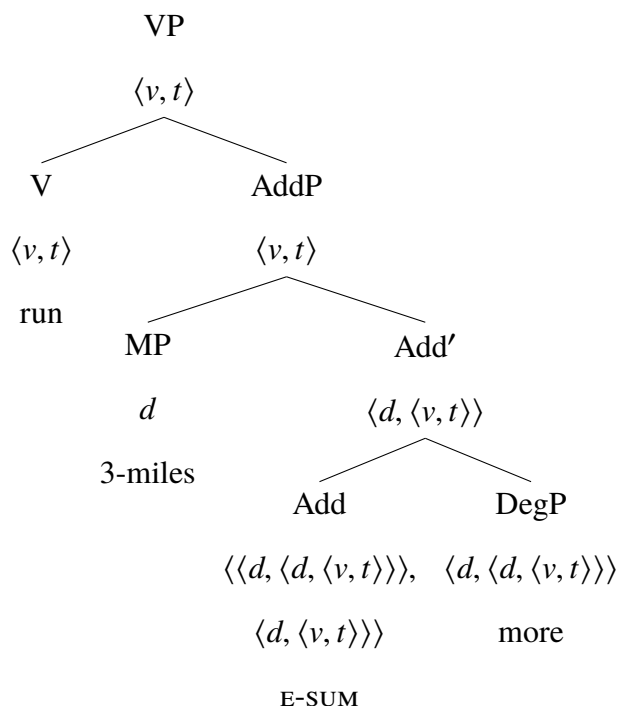 VP
⟨v, t⟩
V AddP
⟨v, t⟩ ⟨v, t⟩
run
MP Add′
d ⟨d, ⟨v, t⟩⟩
3-miles
Add DegP
⟨⟨d, ⟨d, ⟨v, t⟩⟩⟩, ⟨d, ⟨d, ⟨v, t⟩⟩⟩
⟨d, ⟨v, t⟩⟩⟩ more
E-SUM